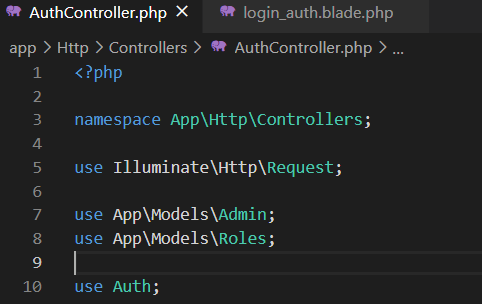 AuthController.php ✕ login_auth.blade.php
app > Http > Controllers > AuthController.php > ...
1 <?php
2
3 namespace App\Http\Controllers;
4
5 use Illuminate\Http\Request;
6
7 use App\Models\Admin;
8 use App\Models\Roles;
9
10 use Auth;